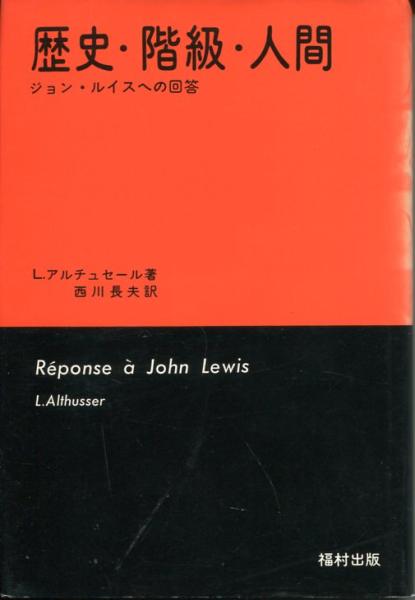 歴史・階級・人間
ジョン・ルイスへの回答
L.アルチュセール著
西川長夫訳
Réponse à John Lewis
L.Althusser
福村出版